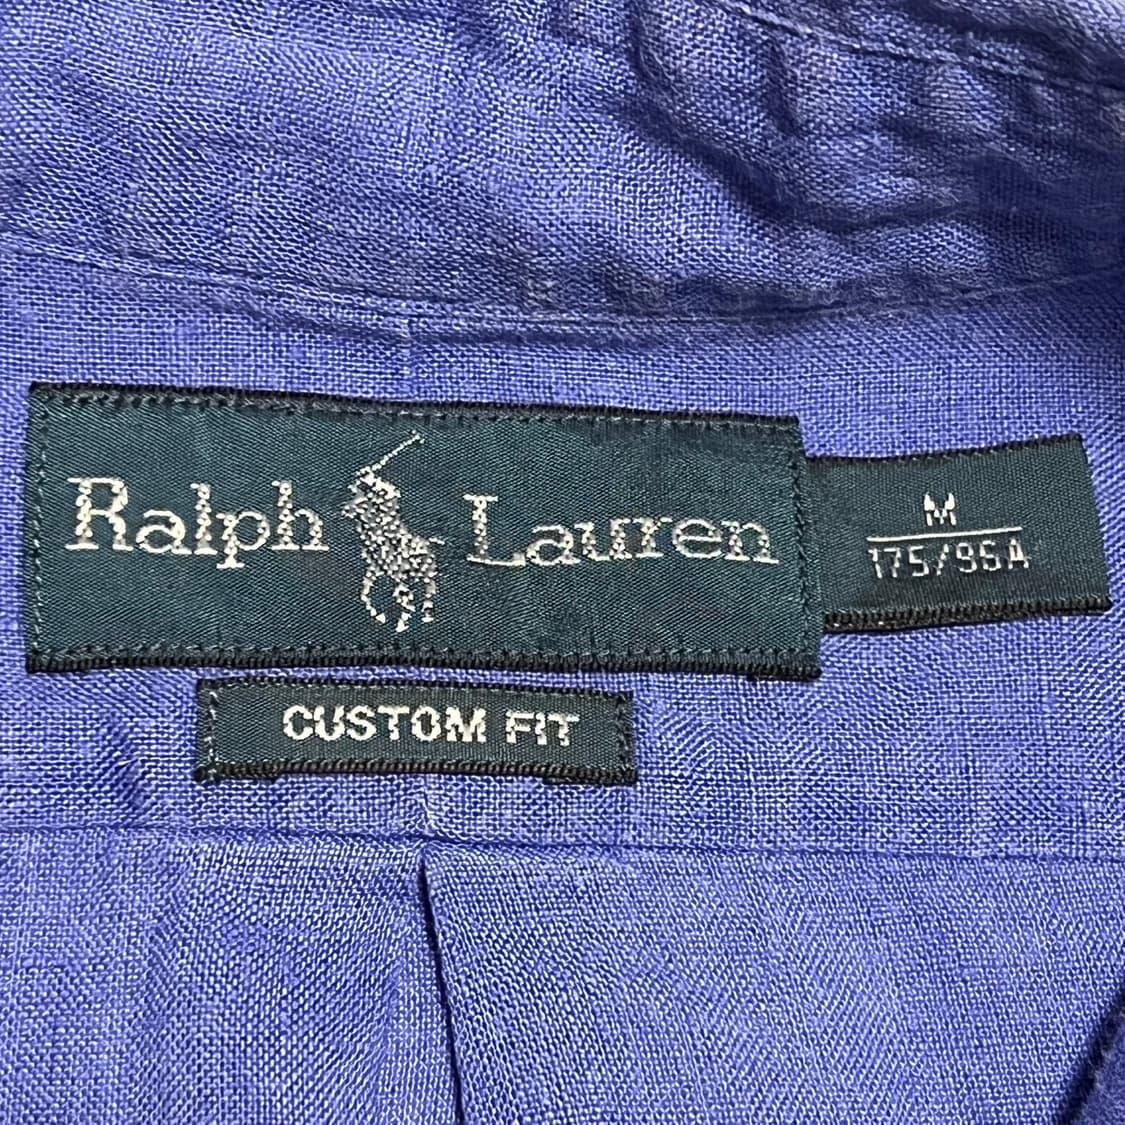 Ralph Lauren
M
175/96A
CUSTOM FIT